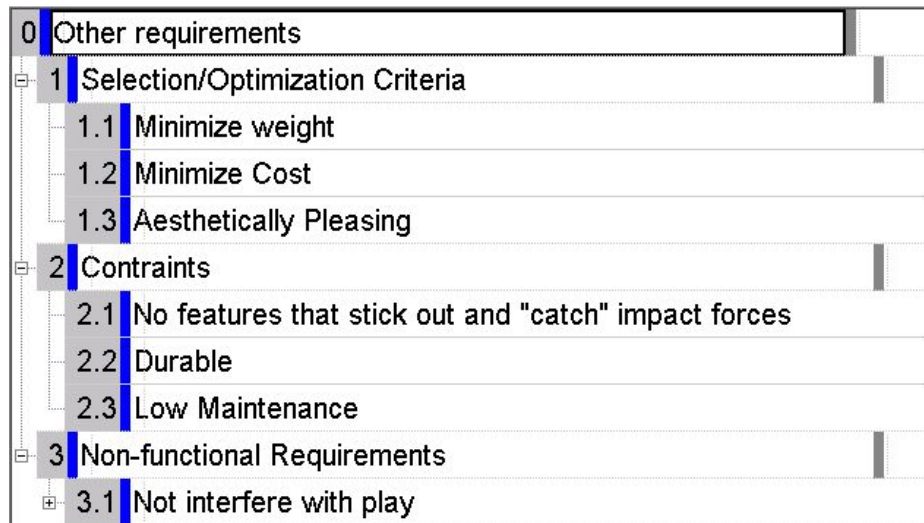 0 Other requirements
1 Selection/Optimization Criteria
1.1 Minimize weight
1.2 Minimize Cost
1.3 Aesthetically Pleasing
2 Contraints
2.1 No features that stick out and "catch" impact forces
2.2 Durable
2.3 Low Maintenance
3 Non-functional Requirements
3.1 Not interfere with play